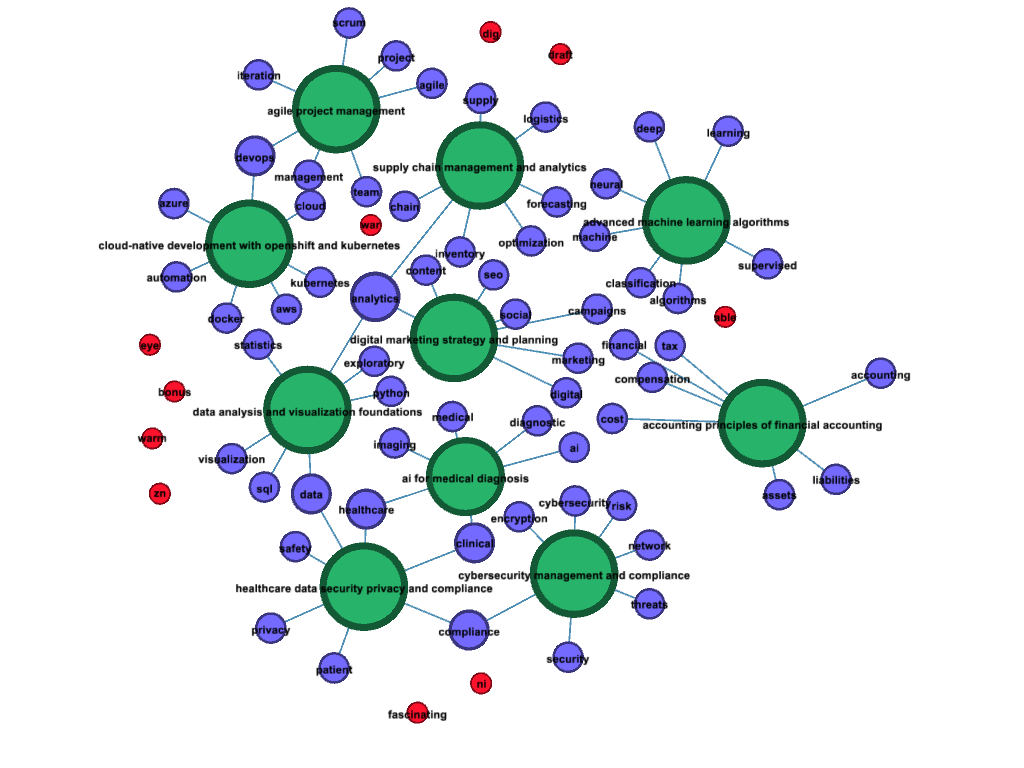 scrum
dig
draft
project
iteration
agile
supply
agile project management
logistics
deep
learning
devops
supply chain management and analytics
management
neural
team
azure
cloud
chain
forecasting
war
advanced machine learning algorithms
machine
cloud-native development with openshift and kubernetes
optimization
inventory
supervised
content
seo
automation
kubernetes
classification
analytics
algorithms
aws
campaigns
social
docker
able
eye
statistics
digital marketing strategy and planning
financial
tax
marketing
exploratory
compensation
accounting
bonus
python
digital
data analysis and visualization foundations
medical
cost
diagnostic
accounting principles of financial accounting
warm
imaging
ai
visualization
ai for medical diagnosis
liabilities
sql
zn
data
assets
cybersecurity
risk
healthcare
encryption
clinical
network
safety
cybersecurity management and compliance
healthcare data security privacy and compliance
threats
privacy
compliance
security
patient
ni
fascinating